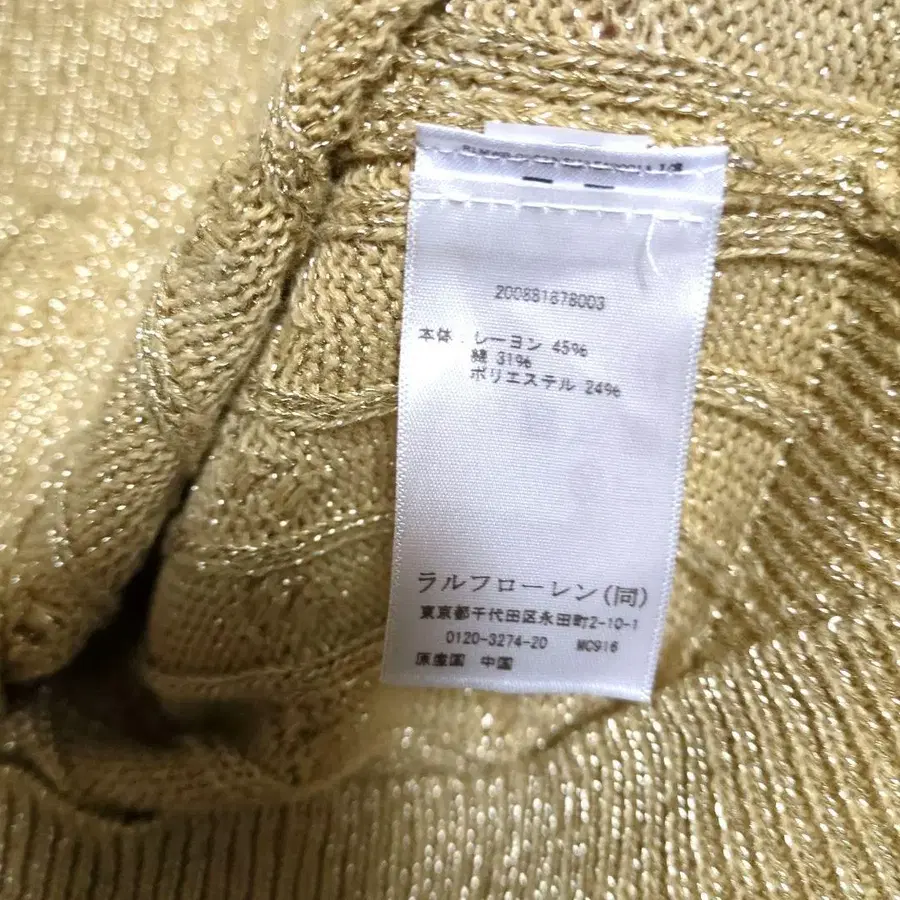 200881878003
本体 レーヨン 45%
綿 31%
ポリエステル 24%
ラルフローレン(同)
東京都千代田区永田町2-10-1
0120-3274-20 MC916
原産国 中国